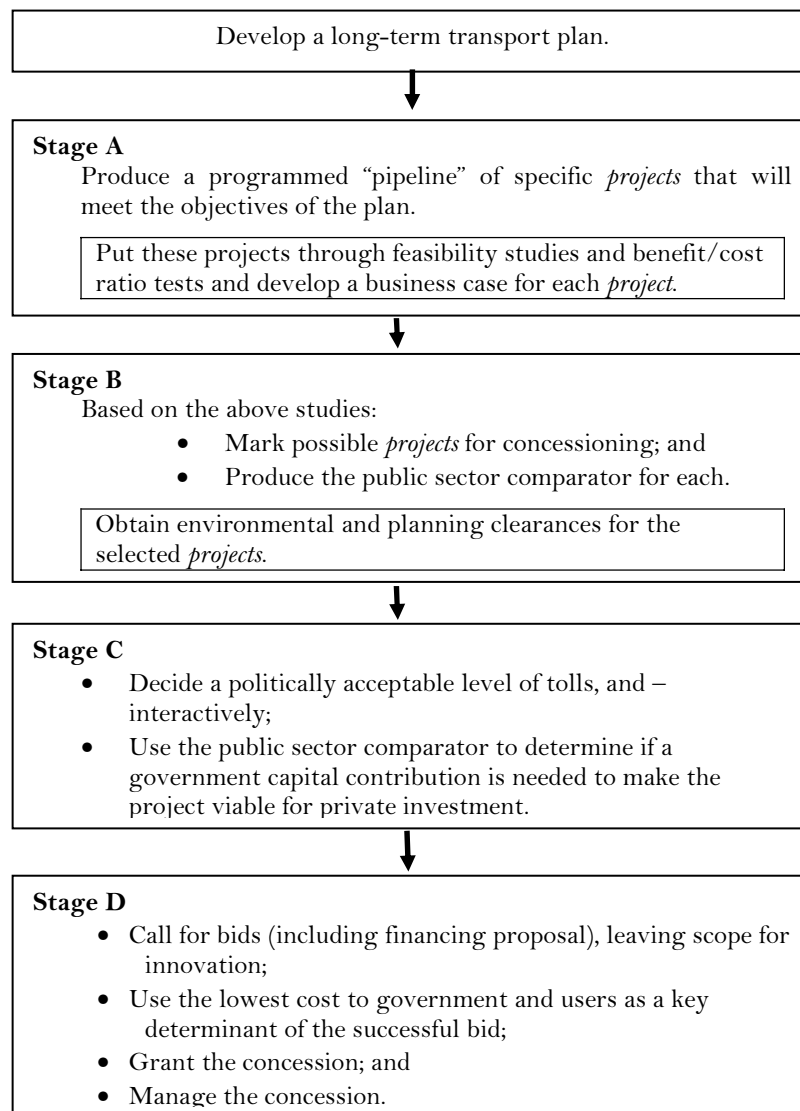 Develop a long-term transport plan.
Stage A
Produce a programmed “pipeline” of specific projects that will
meet the objectives of the plan.
Put these projects through feasibility studies and benefit/cost
ratio tests and develop a business case for each project.
Stage B
Based on the above studies:
• Mark possible projects for concessioning; and
• Produce the public sector comparator for each.
Obtain environmental and planning clearances for the
selected projects.
Stage C
• Decide a politically acceptable level of tolls, and –
interactively;
• Use the public sector comparator to determine if a
government capital contribution is needed to make the
project viable for private investment.
Stage D
• Call for bids (including financing proposal), leaving scope for
innovation;
• Use the lowest cost to government and users as a key
determinant of the successful bid;
• Grant the concession; and
• Manage the concession.